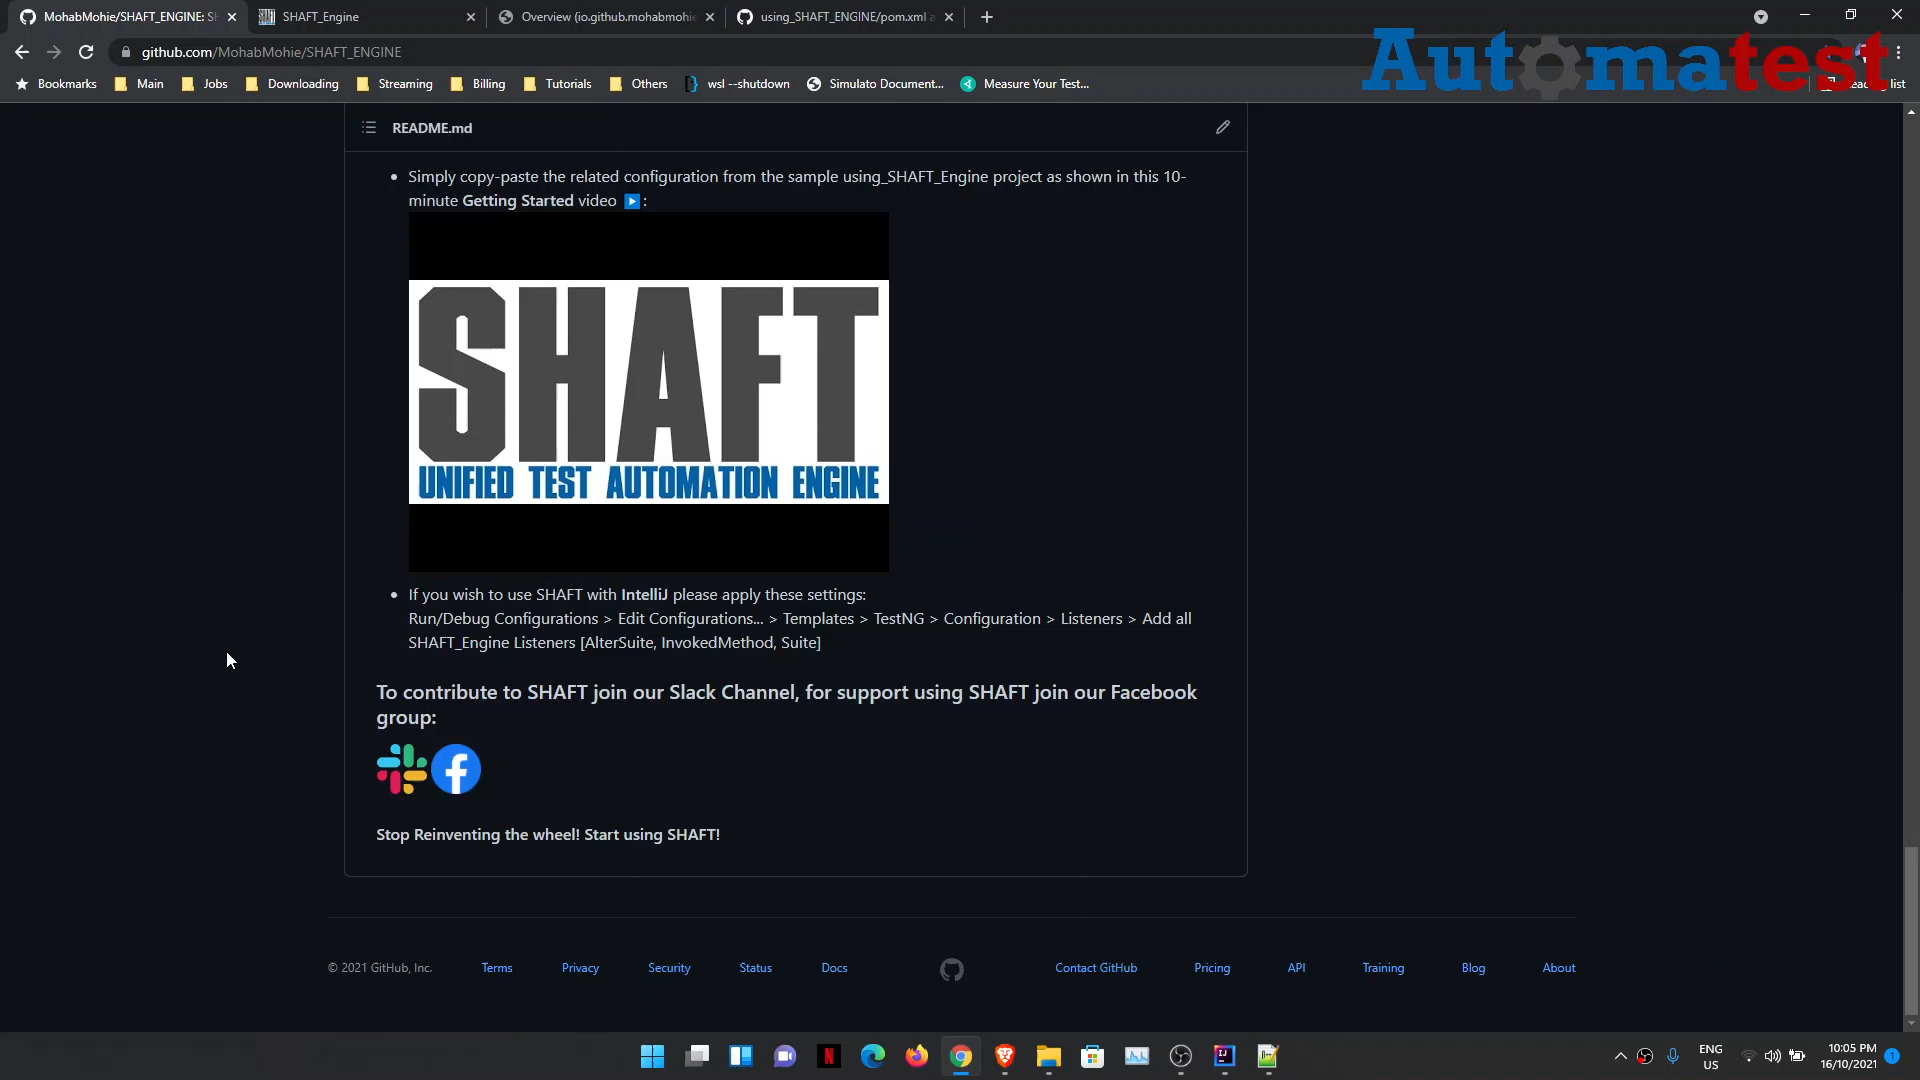 MohabMohie/SHAFT_ENGINE: SH
SHAFT_Engine
Overview (io.github.mohabmohie
using_SHAFT_ENGINE/pom.xml a
github.com/MohabMohie/SHAFT_ENGINE
Automatest
Bookmarks
Main
Jobs
Downloading
Streaming
Billing
Tutorials
Others
wsl --shutdown
Simulato Document...
Measure Your Test...
list
README.md
Simply copy-paste the related configuration from the sample using_SHAFT_Engine project as shown in this 10-
minute Getting Started video ▶️ :
SHAFT
UNIFIED TEST AUTOMATION ENGINE
If you wish to use SHAFT with IntelliJ please apply these settings:
Run/Debug Configurations > Edit Configurations... > Templates > TestNG > Configuration > Listeners > Add all
SHAFT_Engine Listeners [AlterSuite, InvokedMethod, Suite]
To contribute to SHAFT join our Slack Channel, for support using SHAFT join our Facebook
group:
Stop Reinventing the wheel! Start using SHAFT!
© 2021 GitHub, Inc.
Terms
Privacy
Security
Status
Docs
Contact GitHub
Pricing
API
Training
Blog
About
ENG
US
10:05 PM
16/10/2021
1